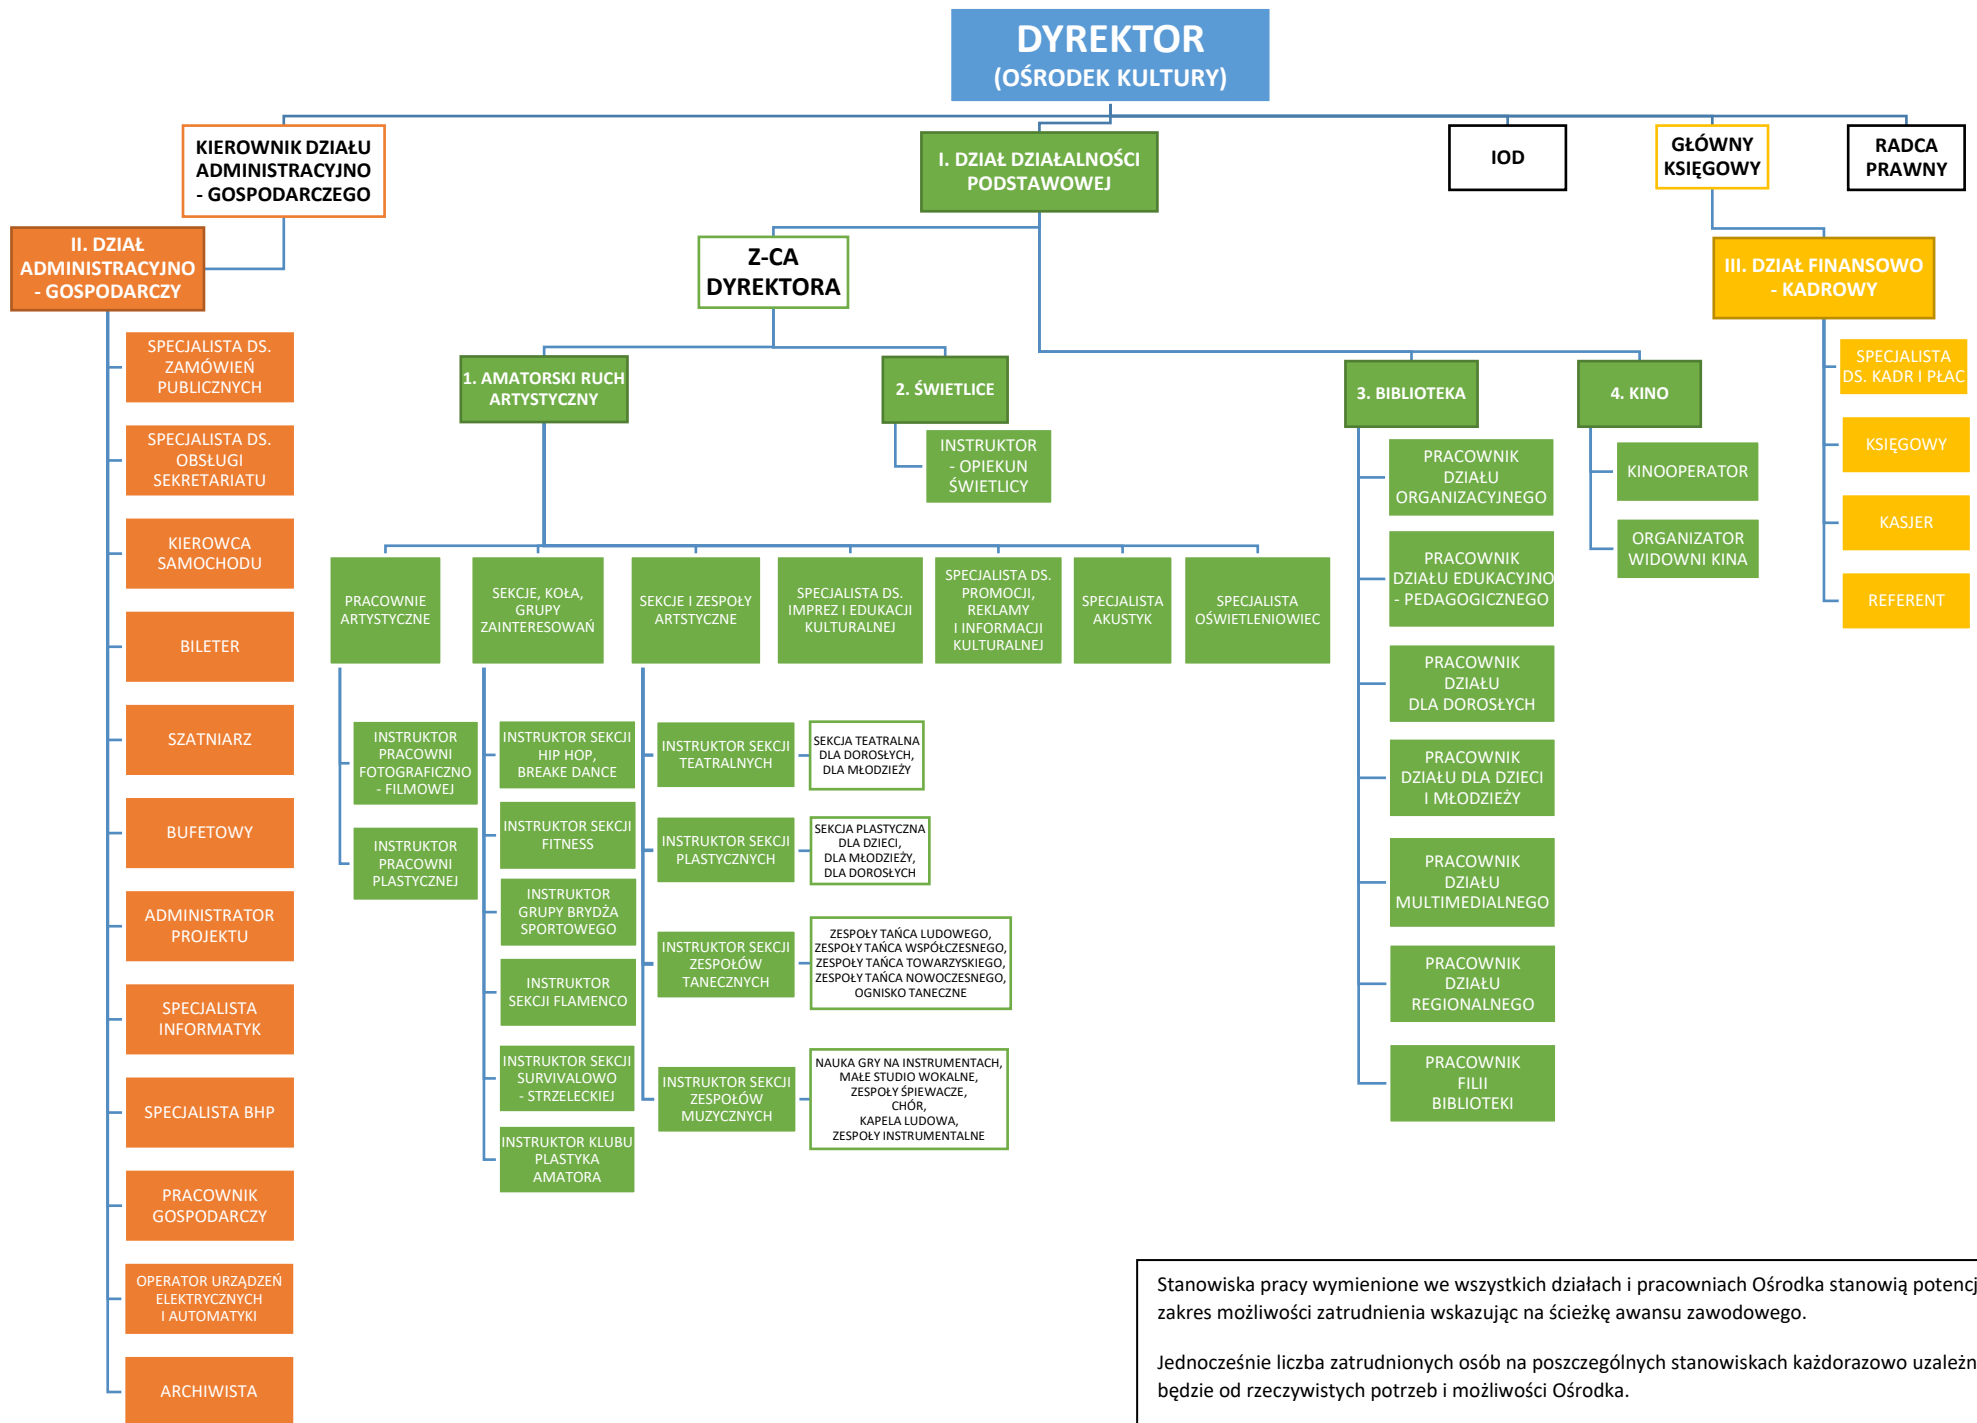 DYREKTOR
(OŚRODEK KULTURY)
KIEROWNIK DZIAŁU
ADMINISTRACYJNO
- GOSPODARCZEGO
I. DZIAŁ DZIAŁALNOŚCI
PODSTAWOWEJ
IOD
GŁÓWNY
KSIĘGOWY
RADCA
PRAWNY
II. DZIAŁ
ADMINISTRACYJNO
- GOSPODARCZY
Z-CA
DYREKTORA
III. DZIAŁ FINANSOWO
- KADROWY
SPECJALISTA DS.
ZAMÓWIEŃ
PUBLICZNYCH
SPECJALISTA DS.
OBSŁUGI
SEKRETARIATU
KIEROWCA
SAMOCHODU
BILETER
SZATNIARZ
BUFETOWY
ADMINISTRATOR
PROJEKTU
SPECJALISTA
INFORMATYK
SPECJALISTA BHP
PRACOWNIK
GOSPODARCZY
OPERATOR URZĄDZEŃ
ELEKTRYCZNYCH
I AUTOMATYKI
ARCHIWISTA
1. AMATORSKI RUCH
ARTYSTYCZNY
2. ŚWIETLICE
INSTRUKTOR
- OPIEKUN
ŚWIETLICY
3. BIBLIOTEKA
4. KINO
PRACOWNIK
DZIAŁU
ORGANIZACYJNEGO
PRACOWNIK
DZIAŁU EDUKACYJNO
- PEDAGOGICZNEGO
PRACOWNIK
DZIAŁU
DLA DOROSŁYCH
PRACOWNIK
DZIAŁU DLA DZIECI
I MŁODZIEŻY
PRACOWNIK
DZIAŁU
MULTIMEDIALNEGO
PRACOWNIK
DZIAŁU
REGIONALNEGO
PRACOWNIK
FILII
BIBLIOTEKI
KINOOPERATOR
ORGANIZATOR
WIDOWNI KINA
SPECJALISTA
DS. KADR I PŁAC
KSIĘGOWY
KASJER
REFERENT
PRACOWNIE
ARTYSTYCZNE
SEKCJE, KOŁA,
GRUPY
ZAINTERESOWAŃ
SEKCJE I ZESPOŁY
ARTSTYCZNE
SPECJALISTA DS.
IMPREZ I EDUKACJI
KULTURALNEJ
SPECJALISTA DS.
PROMOCJI,
REKLAMY
I INFORMACJI
KULTURALNEJ
SPECJALISTA
AKUSTYK
SPECJALISTA
OŚWIETLENIOWIEC
INSTRUKTOR
PRACOWNI
FOTOGRAFICZNO
- FILMOWEJ
INSTRUKTOR
PRACOWNI
PLASTYCZNEJ
INSTRUKTOR SEKCJI
HIP HOP,
BREAKE DANCE
INSTRUKTOR SEKCJI
FITNESS
INSTRUKTOR
GRUPY BRYDŻA
SPORTOWEGO
INSTRUKTOR
SEKCJI FLAMENCO
INSTRUKTOR SEKCJI
SURVIVALOWO
- STRZELECKIEJ
INSTRUKTOR KLUBU
PLASTYKA
AMATORA
INSTRUKTOR SEKCJI
TEATRALNYCH
SEKCJA TEATRALNA
DLA DOROSŁYCH,
DLA MŁODZIEŻY
INSTRUKTOR SEKCJI
PLASTYCZNYCH
SEKCJA PLASTYCZNA
DLA DZIECI,
DLA MŁODZIEŻY,
DLA DOROSŁYCH
INSTRUKTOR SEKCJI
ZESPOŁÓW
TANECZNYCH
ZESPOŁY TAŃCA LUDOWEGO,
ZESPOŁY TAŃCA WSPÓŁCZESNEGO,
ZESPOŁY TAŃCA TOWARZYSKIEGO,
ZESPOŁY TAŃCA NOWOCZESNEGO,
OGNISKO TANECZNE
INSTRUKTOR SEKCJI
ZESPOŁÓW
MUZYCZNYCH
NAUKA GRY NA INSTRUMENTACH,
MAŁE STUDIO WOKALNE,
ZESPOŁY ŚPIEWACZE,
CHÓR,
KAPELA LUDOWA,
ZESPOŁY INSTRUMENTALNE
Stanowiska pracy wymienione we wszystkich działach i pracowniach Ośrodka stanowią potencj
zakres możliwości zatrudnienia wskazując na ścieżkę awansu zawodowego.
Jednocześnie liczba zatrudnionych osób na poszczególnych stanowiskach każdorazowo uzależn
będzie od rzeczywistych potrzeb i możliwości Ośrodka.